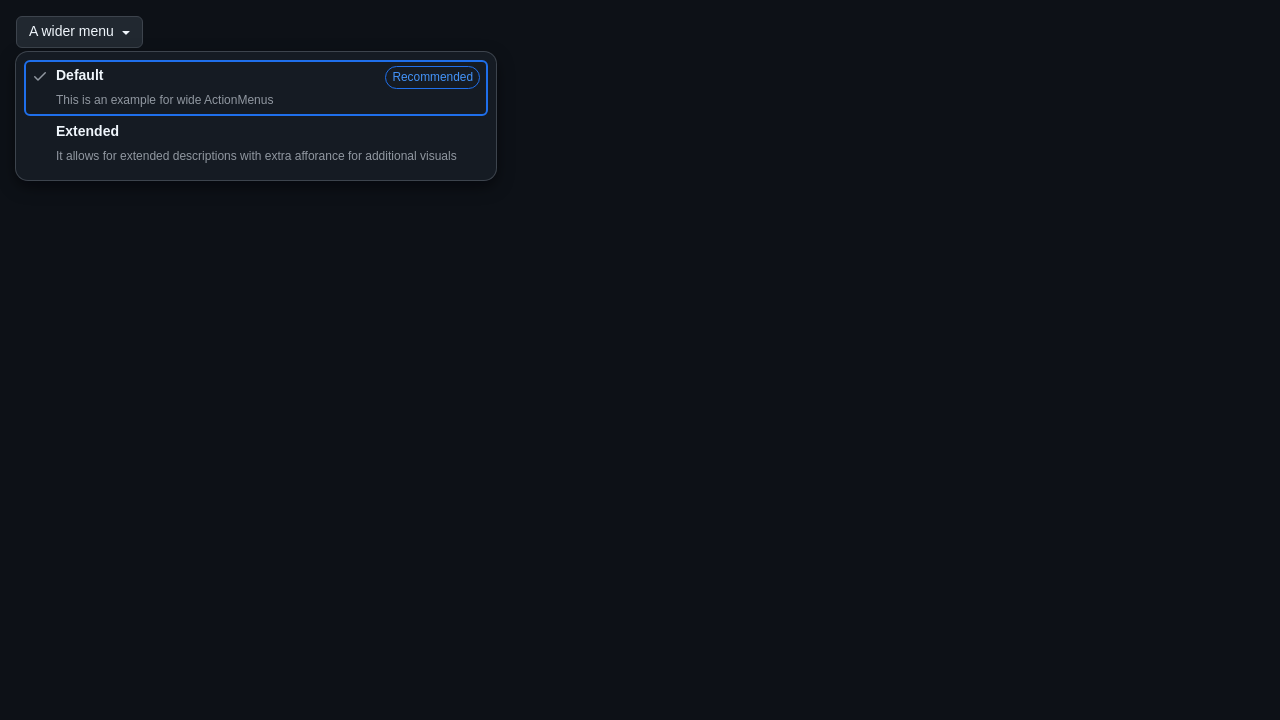 A wider menu
Default
Recommended
This is an example for wide ActionMenus
Extended
It allows for extended descriptions with extra afforance for additional visuals